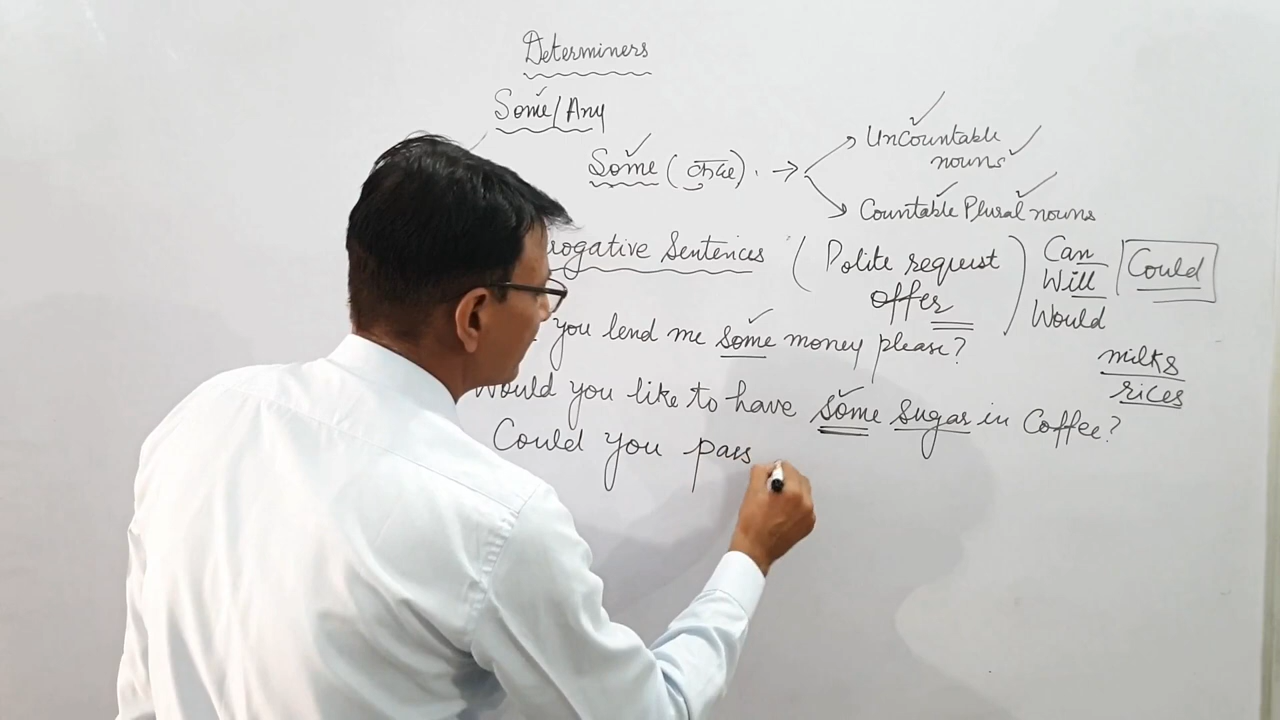 Determiners
Some/Any
Some (कुछ). → Uncountable
nouns
Countable Plural nouns
rogative Sentences (Polite request
offer) Can
Will
Would
Could
you lend me some money please?
milks
rices
Would you like to have some sugar in Coffee?
Could you pass